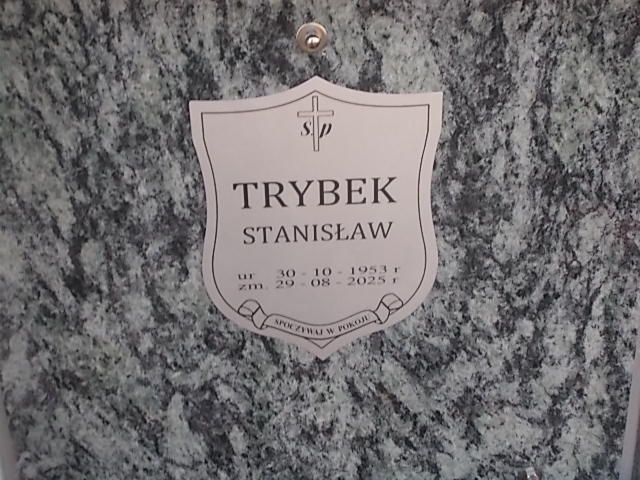 Ś p
TRYBEK
STANISŁAW
ur 30 - 10 - 1953 r
zm. 29 - 08 - 2025 r
SPOCZYWAJ W POKOJU